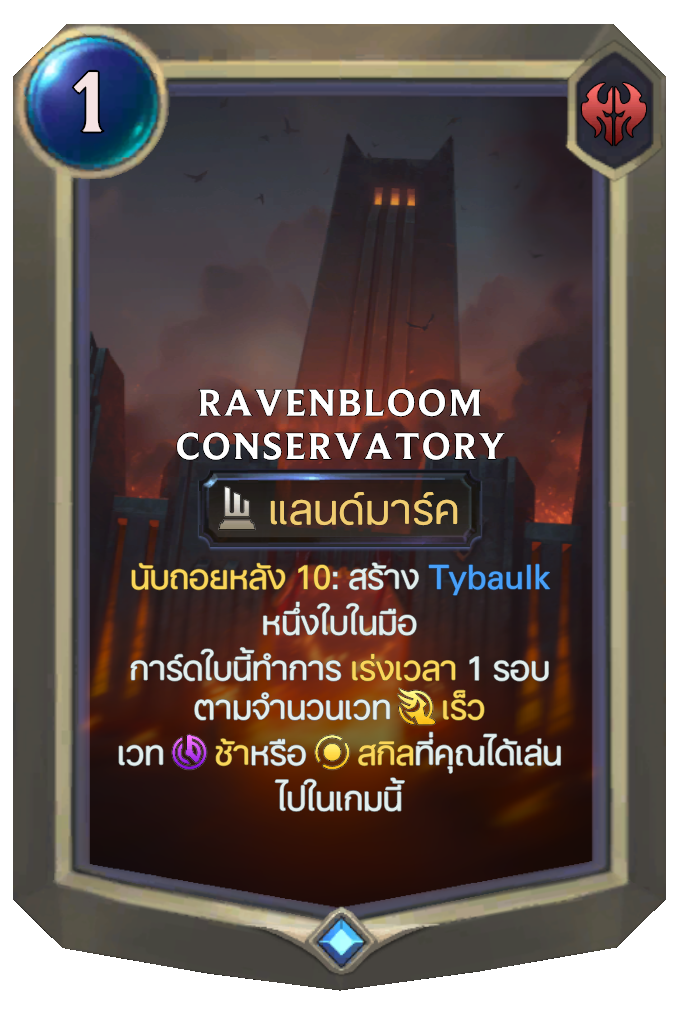 1
RAVENBLOOM
CONSERVATORY
แลนด์มาร์ค
นับถอยหลัง 10: สร้าง Tybaulk
หนึ่งใบในมือ
การ์ดใบนี้ทำการ เร่งเวลา 1 รอบ
ตามจำนวนเวท เร็ว
เวท ช้าหรือ สกิลที่คุณได้เล่น
ไปในเกมนี้